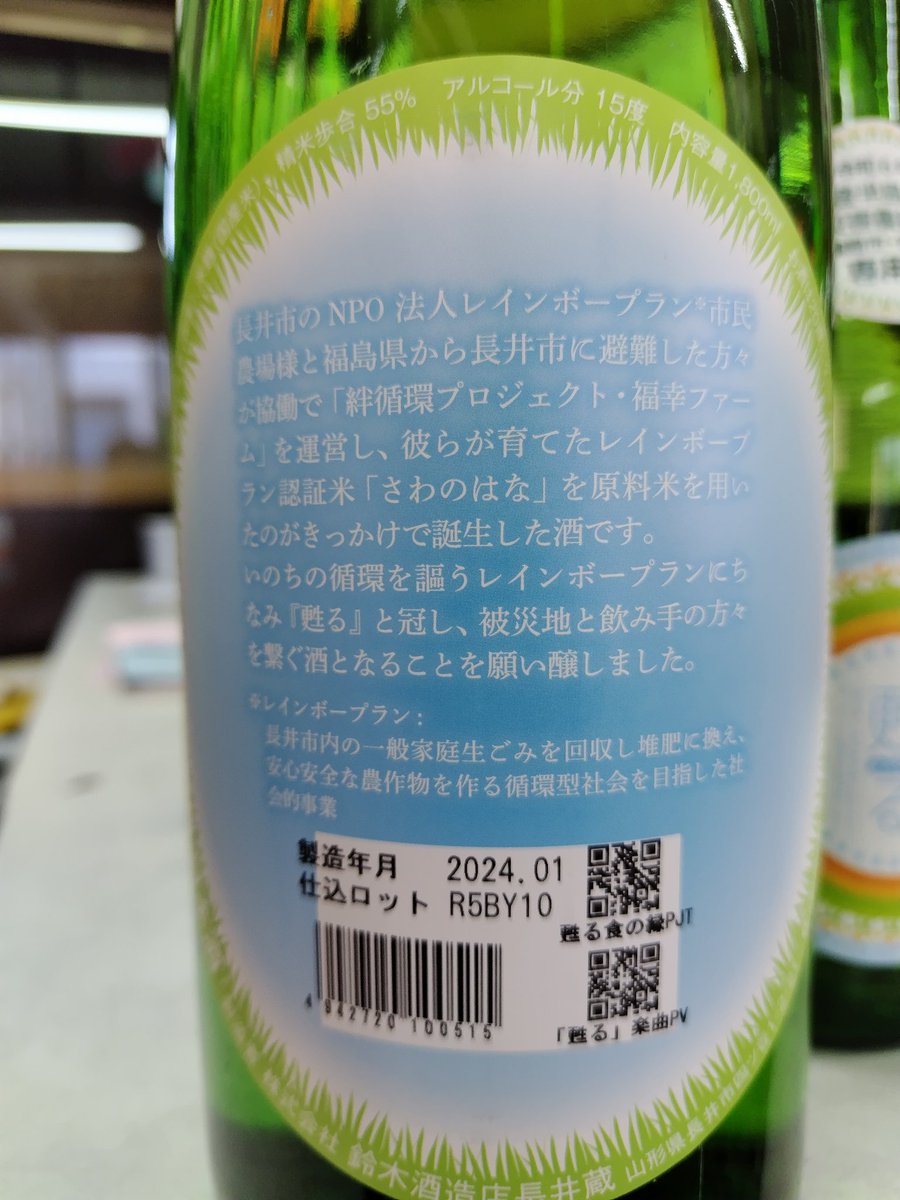 精米歩合 55%　アルコール分 15度　内容量1,800ml
長井市のNPO 法人レインボープラン※市民
農場様と福島県から長井市に避難した方々
が協働で「絆循環プロジェクト・福幸ファー
ム」を運営し、彼らが育てたレインボープ
ラン認証米「さわのはな」を原料米を用い
たのがきっかけで誕生した酒です。
いのちの循環を謳うレインボープランにち
なみ『甦る』と冠し、被災地と飲み手の方々
を繋ぐ酒となることを願い醸しました。
※レインボープラン：
長井市内の一般家庭生ごみを回収し堆肥に換え、
安心安全な農作物を作る循環型社会を目指した社
会的事業
製造年月 2024.01
仕込ロット R5BY10
甦る食の縁PJT
4 942720 100515
「甦る」楽曲PV
株式会社 鈴木酒造店長井蔵 山形県長井市